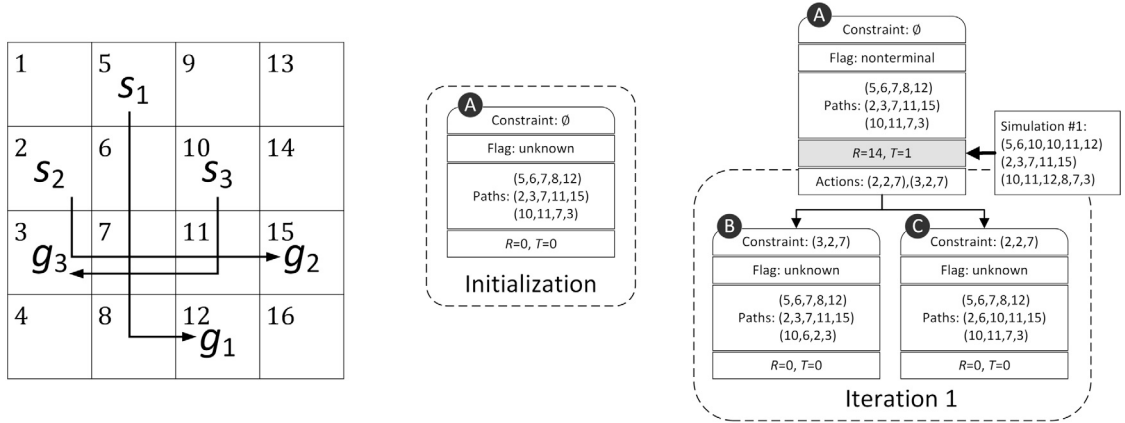 1 5 9 13
s1
2 6 10 14
s2 s3
3 7 11 15
g3 g2
4 8 12 16
g1
A
Constraint: Ø
Flag: unknown
(5,6,7,8,12)
Paths: (2,3,7,11,15)
(10,11,7,3)
R=0, T=0
Initialization
A
Constraint: Ø
Flag: nonterminal
(5,6,7,8,12)
Paths: (2,3,7,11,15)
(10,11,7,3)
R=14, T=1
Actions: (2,2,7),(3,2,7)
Simulation #1:
(5,6,10,10,11,12)
(2,3,7,11,15)
(10,11,12,8,7,3)
B
Constraint: (3,2,7)
Flag: unknown
(5,6,7,8,12)
Paths: (2,3,7,11,15)
(10,6,2,3)
R=0, T=0
C
Constraint: (2,2,7)
Flag: unknown
(5,6,7,8,12)
Paths: (2,6,10,11,15)
(10,11,7,3)
R=0, T=0
Iteration 1